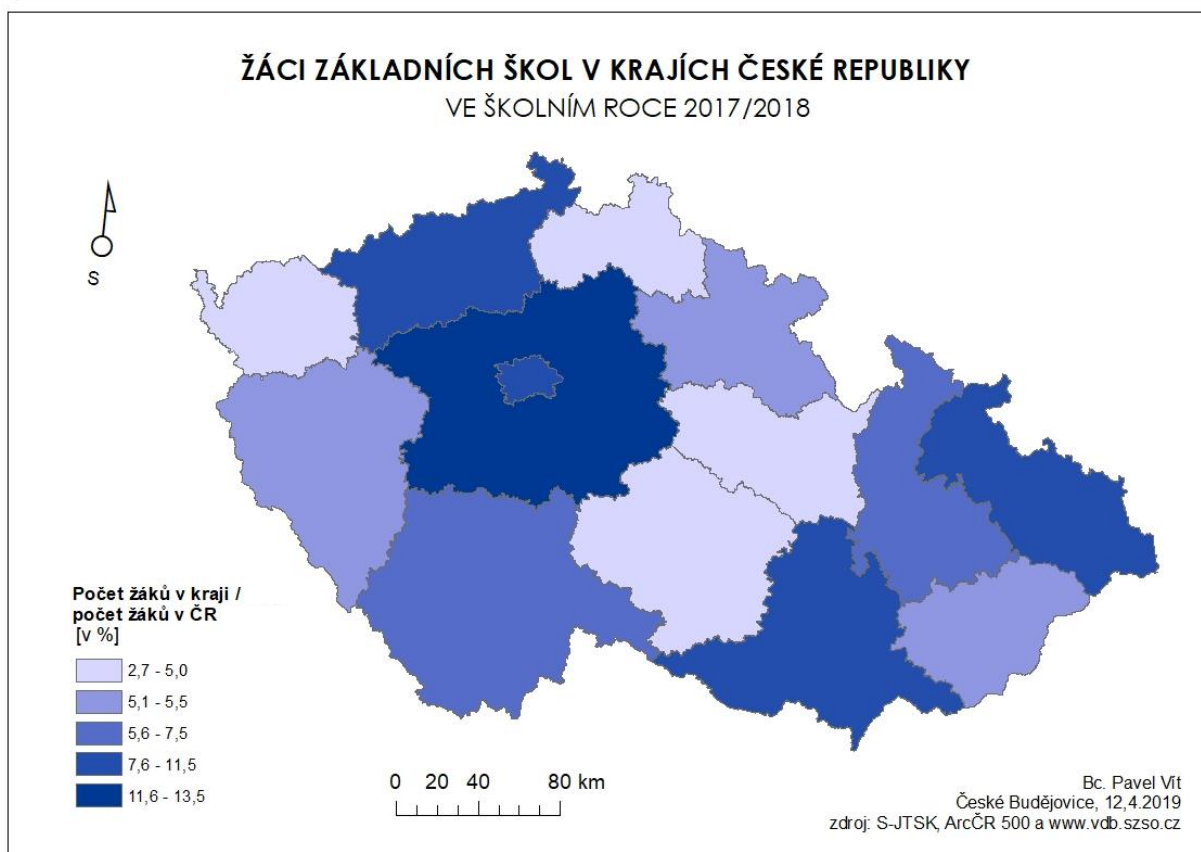 ŽÁCI ZÁKLADNÍCH ŠKOL V KRAJÍCH ČESKÉ REPUBLIKY
VE ŠKOLNÍM ROCE 2017/2018
S
Počet žáků v kraji /
počet žáků v ČR
[v %]
2,7 - 5,0
5,1 - 5,5
5,6 - 7,5
7,6 - 11,5
11,6 - 13,5
0 20 40 80 km
Bc. Pavel Vít
České Budějovice, 12,4.2019
zdroj: S-JTSK, ArcČR 500 a www.vdb.szso.cz